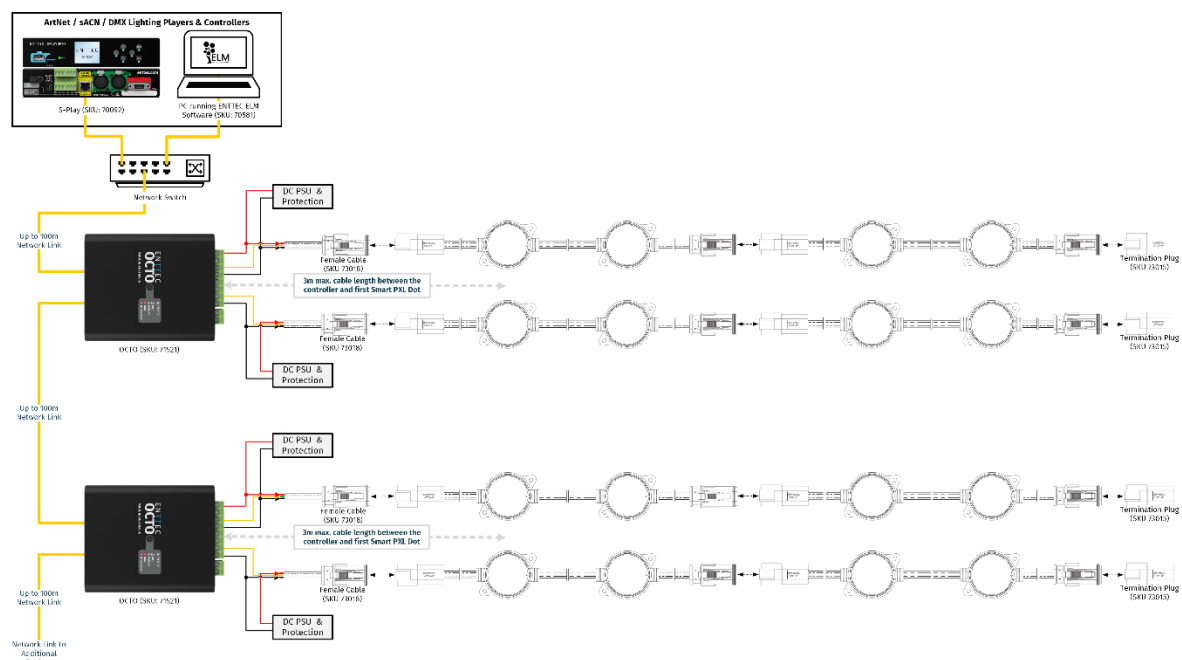 ArtNet / sACN / DMX Lighting Players & Controllers
ELM
S-Play (SKU: 70092)
PC running ENTTEC ELM
Software (SKU: 70581)
Network Switch
DC PSU &
Protection
Up to 100m
Network Link
ENTTEC
OCTO
Female Cable
(SKU 73018)
Termination Plug
(SKU 73015)
3m max. cable length between the
controller and first Smart PXL Dot
Female Cable
(SKU 73018)
Termination Plug
(SKU 73015)
OCTO (SKU: 71521)
DC PSU &
Protection
Up to 100m
Network Link
DC PSU &
Protection
ENTTEC
OCTO
Female Cable
(SKU 73018)
Termination Plug
(SKU 73015)
3m max. cable length between the
controller and first Smart PXL Dot
Female Cable
(SKU 73018)
Termination Plug
(SKU 73015)
Up to 100m
Network Link
OCTO (SKU: 71521)
DC PSU &
Protection
Network Link to
Additional